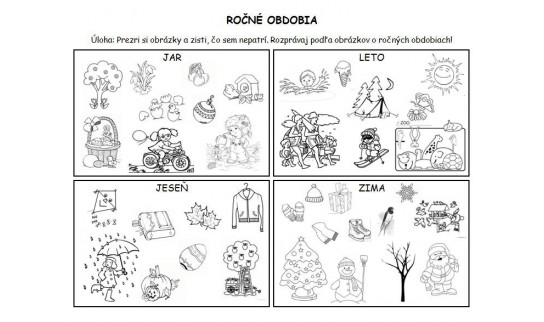 ROČNÉ OBDOBIA
Úloha: Prezri si obrázky a zisti, čo sem nepatrí. Rozprávaj podľa obrázkov o ročných obdobiach!
JAR
LETO
ZOO
JESEŇ
ZIMA